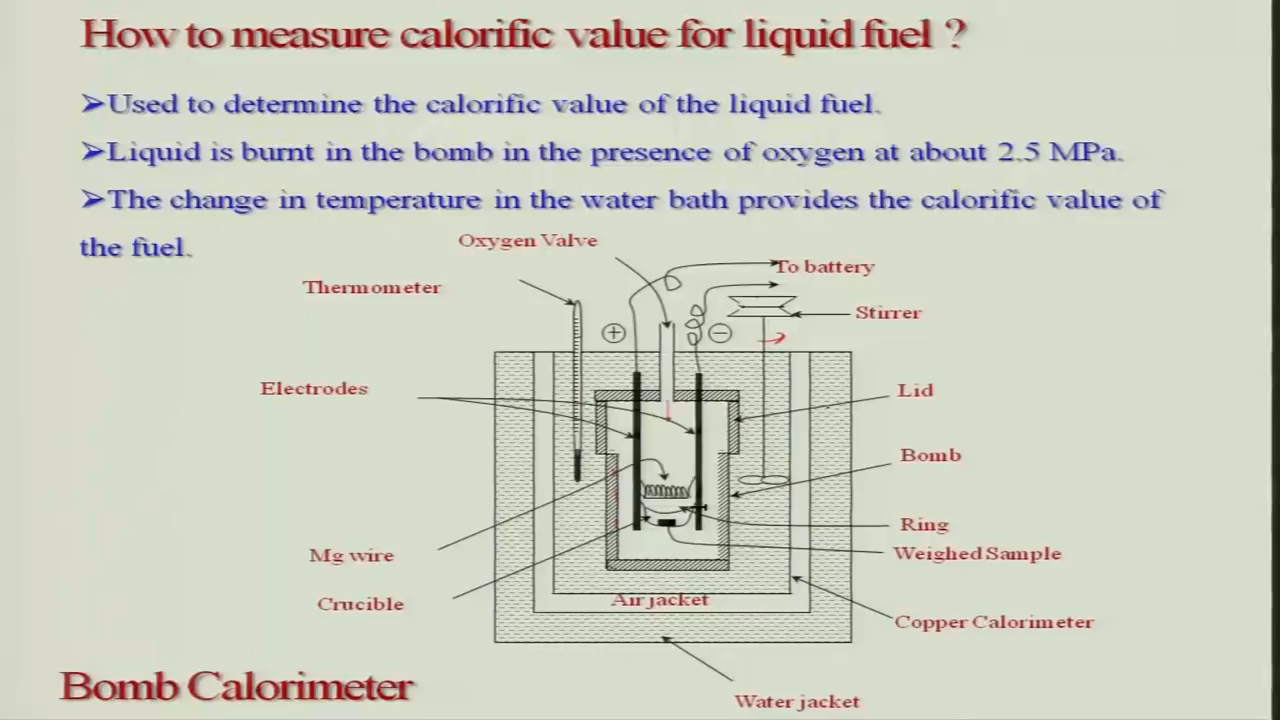 How to measure calorific value for liquid fuel ?
➢Used to determine the calorific value of the liquid fuel.
➢Liquid is burnt in the bomb in the presence of oxygen at about 2.5 MPa.
➢The change in temperature in the water bath provides the calorific value of
the fuel.
Oxygen Valve
To battery
Thermometer
Stirrer
+
−
Electrodes
Lid
Bomb
Ring
Mg wire
Weighed Sample
Crucible
Air jacket
Copper Calorimeter
Bomb Calorimeter
Water jacket